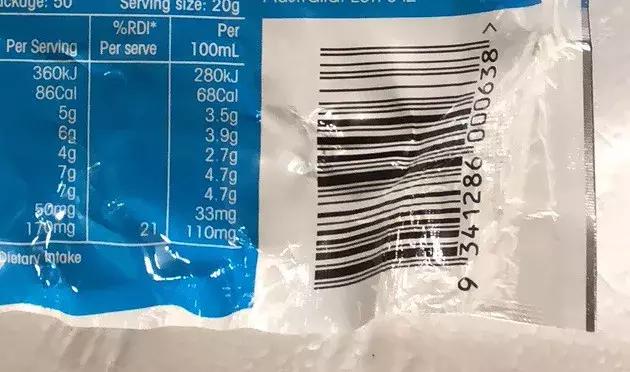 ackage: 50 Serving size: 20g
%RDI* Per
Per Serving Per serve 100mL
360kJ 280kJ
86Cal 68Cal
5g 3.5g
6g 3.9g
4g 2.7g
7g 4.7g
7g 4.7g
50mg 33mg
170mg 21 110mg
Dietary Intake
9 341286 000638 >